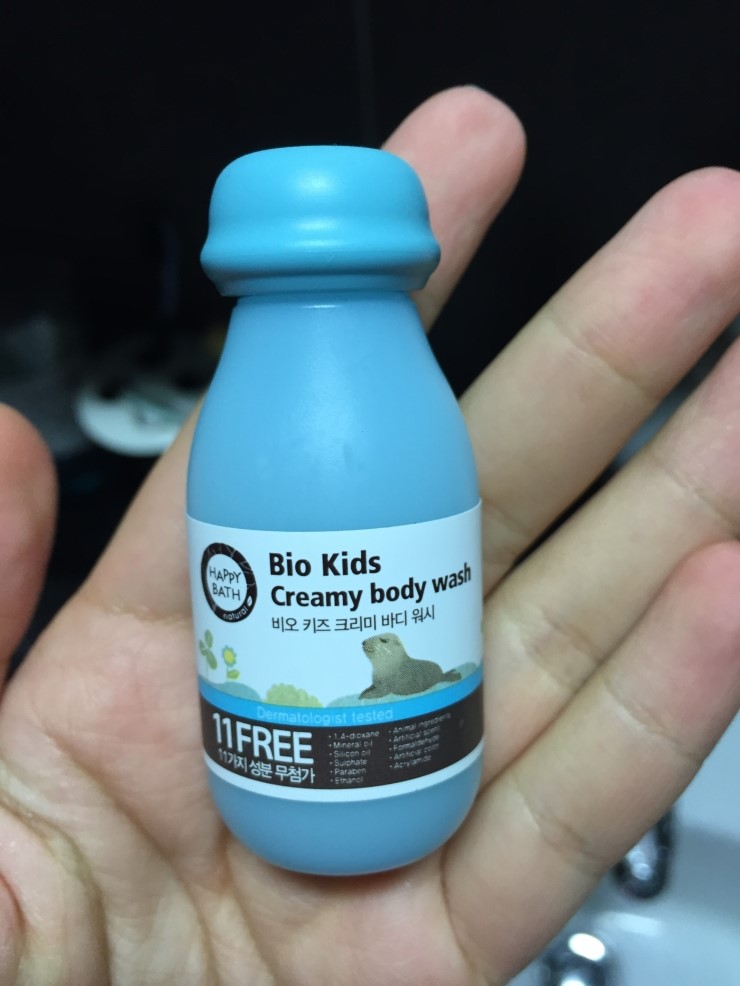 HAPPY
BATH
natural
Bio Kids
Creamy body wash
비오 키즈 크리미 바디 워시
Dermatologist tested
11FREE
11가지 성분 무첨가
• 1,4-dioxane
• Mineral oil
• Silicon oil
• Sulphate
• Paraben
• Ethanol
• Animal ingredients
• Artificial scent
• Formaldehyde
• Artificial color
• Acrylamide